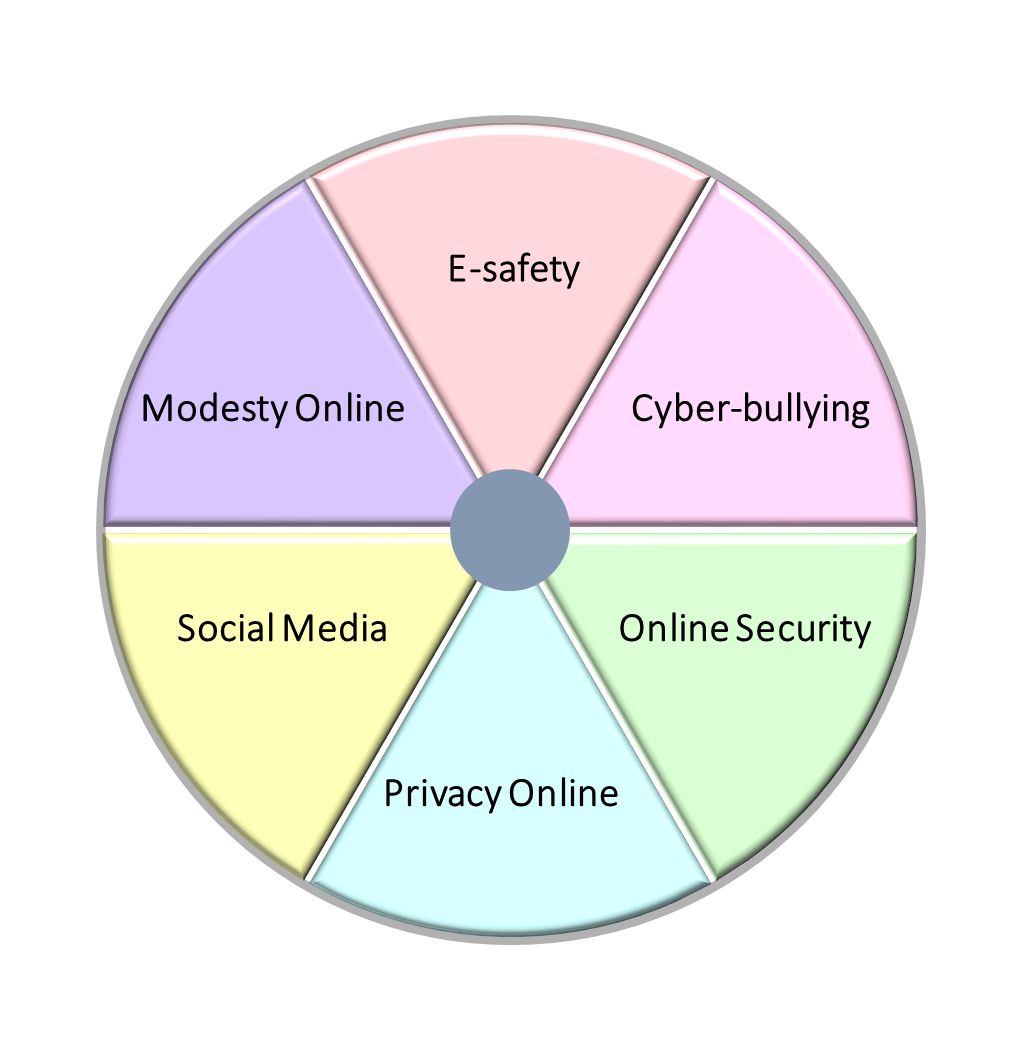 E-safety
Modesty Online
Cyber-bullying
Social Media
Online Security
Privacy Online